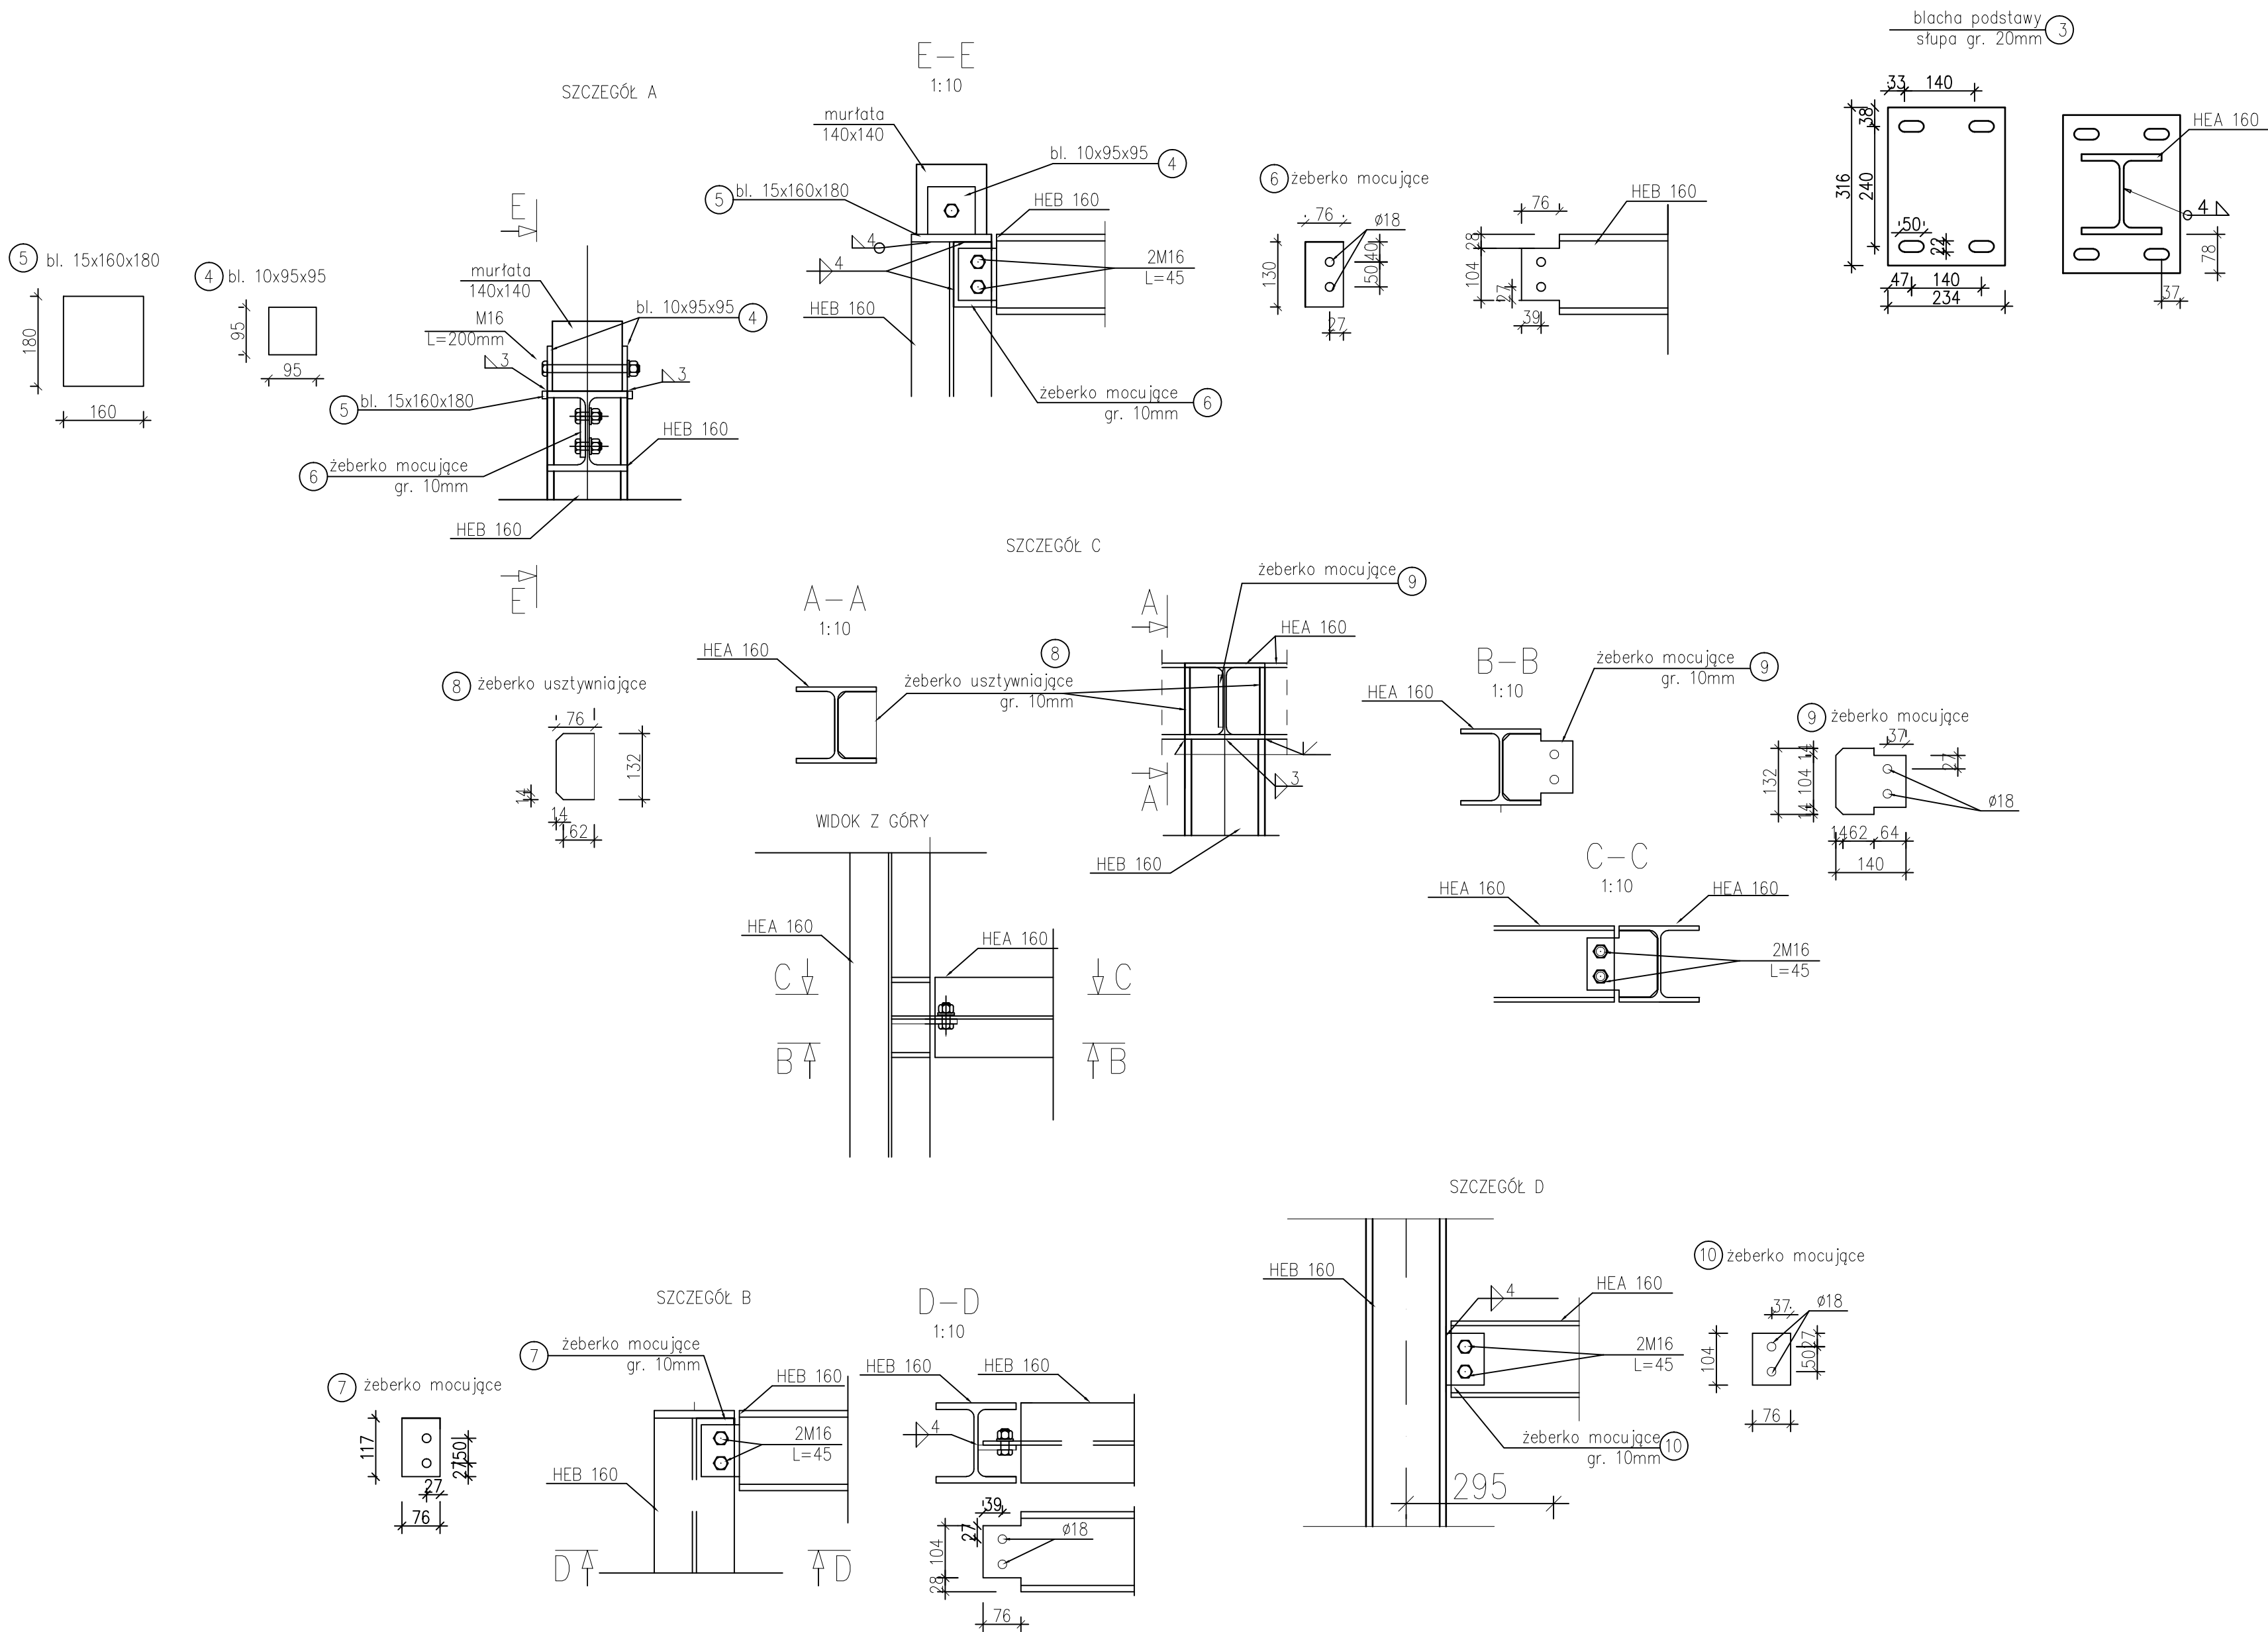 blacha podstawy
słupa gr. 20mm
3
33
140
38
316
240
50
22
47
140
234
HEA 160
4
78
37
SZCZEGÓŁ A
E
murłata
140x140
M16
L=200mm
3
bl. 10x95x95
4
3
5
bl. 15x160x180
HEB 160
6
żeberko mocujące
gr. 10mm
HEB 160
E
5
bl. 15x160x180
180
160
4
bl. 10x95x95
95
95
E-E
1:10
murłata
140x140
bl. 10x95x95
4
5
bl. 15x160x180
HEB 160
4
4
2M16
L=45
HEB 160
żeberko mocujące
gr. 10mm
6
6
żeberko mocujące
76
ø18
130
40
50
27
76
HEB 160
28
104
27
39
SZCZEGÓŁ C
żeberko mocujące
9
A-A
1:10
HEA 160
8
żeberko usztywniające
gr. 10mm
A
HEA 160
3
A
HEB 160
8
żeberko usztywniające
76
132
14
14
62
B-B
1:10
HEA 160
żeberko mocujące
gr. 10mm
9
9
żeberko mocujące
37
27
132
14
104
14
ø18
14
62
64
140
WIDOK Z GÓRY
HEA 160
HEA 160
C
C
B
B
C-C
1:10
HEA 160
HEA 160
2M16
L=45
SZCZEGÓŁ D
HEB 160
4
HEA 160
2M16
L=45
żeberko mocujące
gr. 10mm
10
295
10
żeberko mocujące
37
ø18
104
27
50
76
SZCZEGÓŁ B
7
żeberko mocujące
gr. 10mm
HEB 160
2M16
L=45
HEB 160
D
D
7
żeberko mocujące
117
50
27
27
76
D-D
1:10
HEB 160
HEB 160
4
39
27
ø18
104
28
76